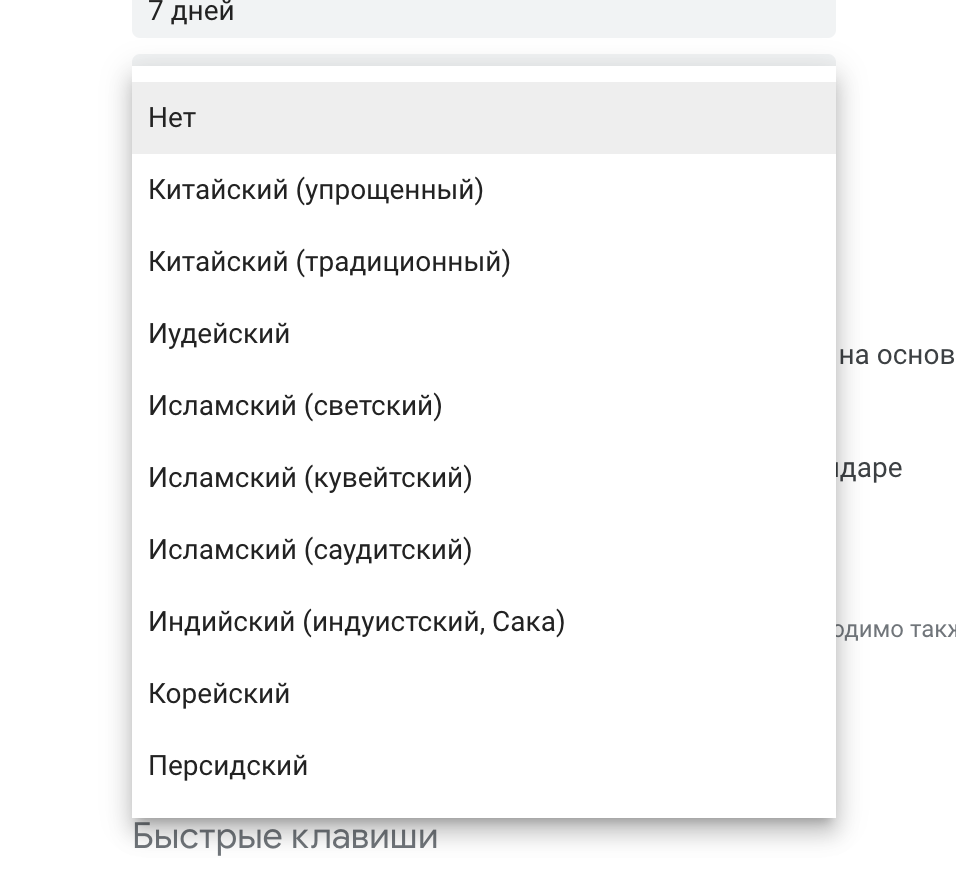 7 дней
Нет
Китайский (упрощенный)
Китайский (традиционный)
Иудейский
на основ
Исламский (светский)
даре
Исламский (кувейтский)
Исламский (саудитский)
Индийский (индуистский, Сака)
одимо такж
Корейский
Персидский
Быстрые клавиши